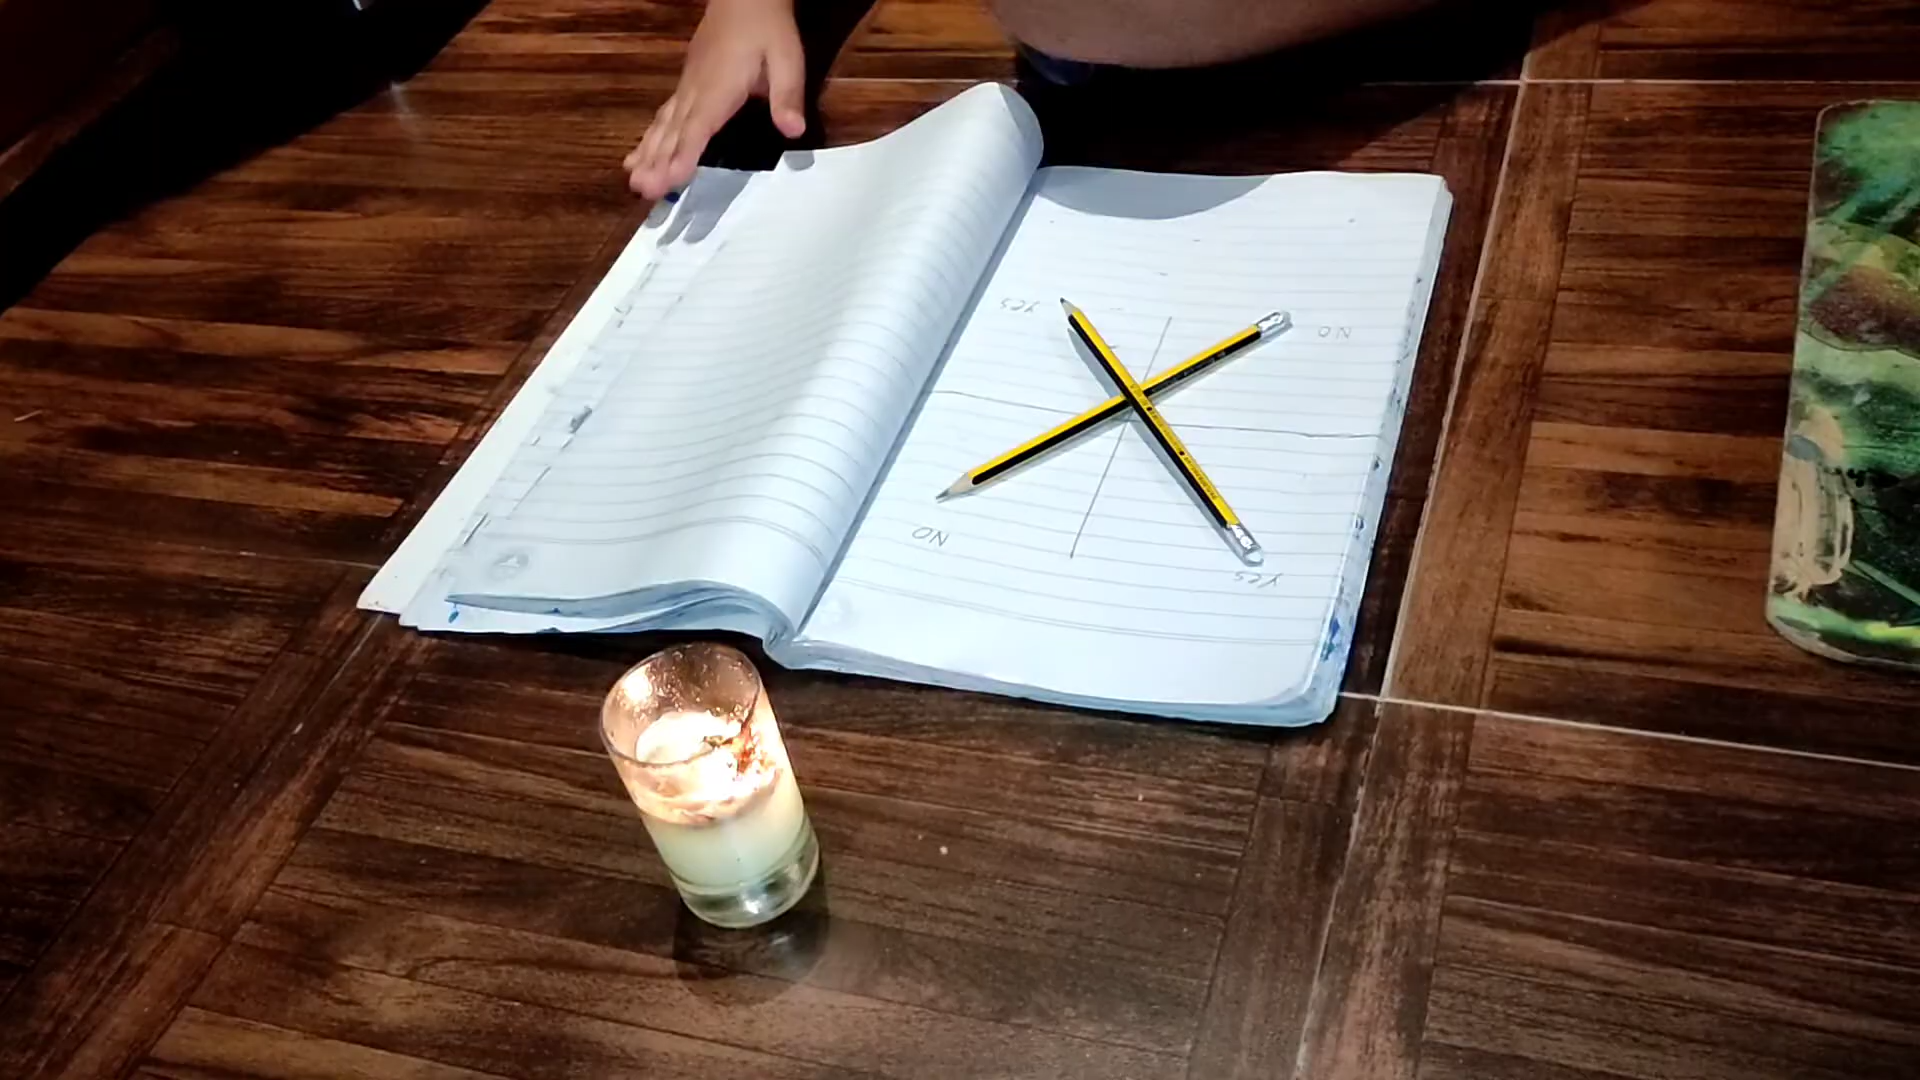 yes NO
NO yes